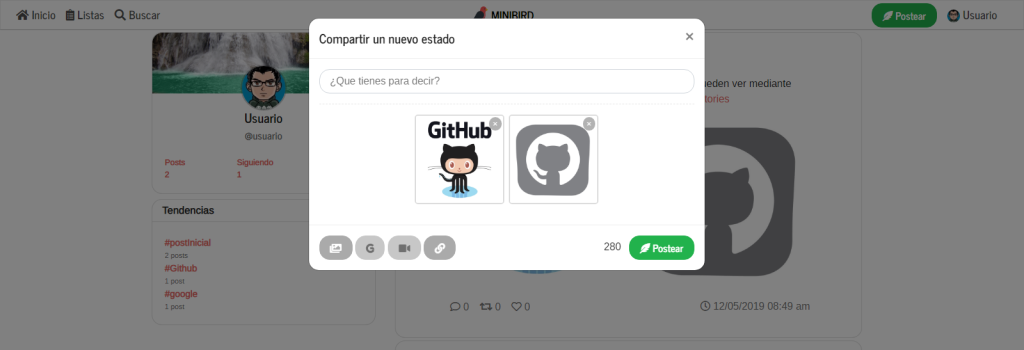 Inicio Listas Buscar MINIBIRD Postear Usuario
Compartir un nuevo estado ×
¿Que tienes para decir?
GitHub
Usuario
@usuario
Posts Siguiendo
2 1
Tendencias
#postInicial
2 posts
#Github
1 post
#google
1 post
ver mediante
G 280 Postear
0 0 0 12/05/2019 08:49 am